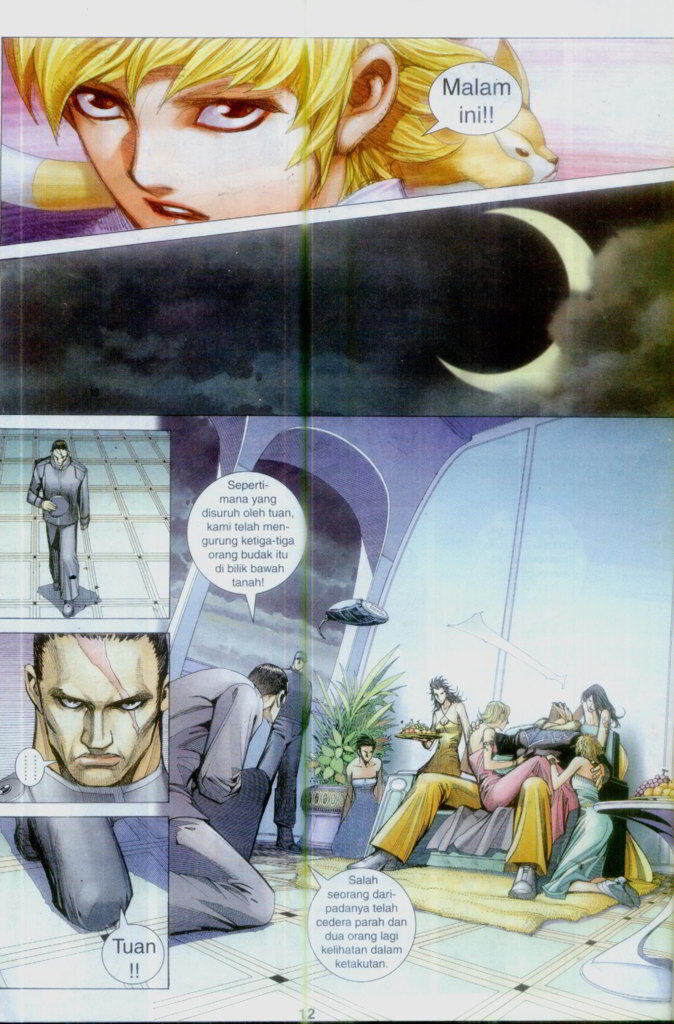 Malam
ini!!
Seperti-
mana yang
disuruh oleh tuan,
kami telah men-
gurung ketiga-tiga
orang budak itu
di bilik bawah
tanah!
Tuan
!!
Salah
seorang dari-
padanya telah
cedera parah dan
dua orang lagi
kelihatan dalam
ketakutan.
12